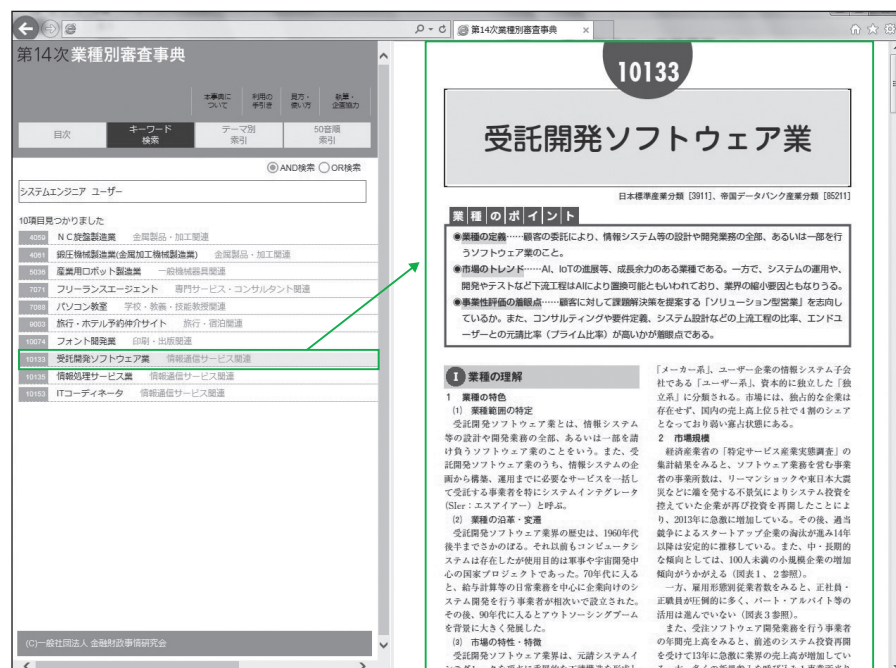 第14次業種別審査事典
第14次業種別審査事典
本事典に
ついて
利用の
手引き
見方・
使い方
執筆・
企画協力
目次
キーワード
検索
テーマ別
索引
50音順
索引
AND検索 OR検索
システムエンジニア ユーザー
10項目見つかりました
4059 NC旋盤製造業 金属製品・加工関連
4061 鍛圧機械製造業(金属加工機械製造業) 金属製品・加工関連
5036 産業用ロボット製造業 一般機械器具関連
7071 フリーランスエージェント 専門サービス・コンサルタント関連
7088 パソコン教室 学校・教養・技能教授関連
9003 旅行・ホテル予約仲介サイト 旅行・宿泊関連
10074 フォント開発業 印刷・出版関連
10133 受託開発ソフトウェア業 情報通信サービス関連
10135 情報処理サービス業 情報通信サービス関連
10153 ITコーディネータ 情報通信サービス関連
(C)一般社団法人 金融財政事情研究会
10133
受託開発ソフトウェア業
日本標準産業分類［3911］、帝国データバンク産業分類［85211］
業種のポイント
●業種の定義……顧客の委託により、情報システム等の設計や開発業務の全部、あるいは一部を行
うソフトウェア業のこと。
●市場のトレンド……AI、IoTの進展等、成長余力のある業種である。一方で、システムの運用や、
開発やテストなど下流工程はAIにより置換可能ともいわれており、業界の縮小要因ともなりうる。
●事業性評価の着眼点……顧客に対して課題解決策を提案する「ソリューション型営業」を志向し
ているか。また、コンサルティングや要件定義、システム設計などの上流工程の比率、エンドユ
ーザーとの元請比率（プライム比率）が高いかが着眼点である。
I 業種の理解
1 業種の特色
(1) 業種範囲の特定
受託開発ソフトウェア業とは、情報システム
等の設計や開発業務の全部、あるいは一部を請
け負うソフトウェア業のことをいう。また、受
託開発ソフトウェア業のうち、情報システムの企
画から構築、運用までに必要なサービスを一括し
て受託する事業者を特にシステムインテグレータ
(SIer：エスアイアー）と呼ぶ。
(2) 業種の沿革・変遷
受託開発ソフトウェア業界の歴史は、1960年代
後半までさかのぼる。それ以前もコンピュータシ
ステムは存在したが使用目的は軍事や宇宙開発中
心の国家プロジェクトであった。70年代に入る
と、給与計算等の日常業務を中心に企業向けのシ
ステム開発を行う事業者が相次いで設立された。
その後、90年代に入るとアウトソーシングブーム
を背景に大きく発展した。
(3) 市場の特性・特徴
受託開発ソフトウェア業界は、元請システムイ
「メーカー系」、ユーザー企業の情報システム子会
社である「ユーザー系」、資本的に独立した「独
立系」に分類される。市場には、独占的な企業は
存在せず、国内の売上高上位5社で4割のシェア
となっており弱い寡占状態にある。
2 市場規模
経済産業省の「特定サービス産業実態調査」の
集計結果をみると、ソフトウェア業務を営む事業
者の事業所数は、リーマンショックや東日本大震
災などに端を発する不景気によりシステム投資を
控えていた企業が再び投資を再開したことによ
り、2013年に急激に増加している。その後、過当
競争によるスタートアップ企業の淘汰が進み14年
以降は安定的に推移している。また、中・長期的
な傾向としては、100人未満の小規模企業の増加
傾向がうかがえる（図表1、2参照）。
一方、雇用形態別従業者数をみると、正社員・
正職員が圧倒的に多く、パート・アルバイト等の
活用は進んでいない（図表3参照）。
また、受注ソフトウェア開発業務を行う事業者
の年間売上高をみると、前述のシステム投資再開
を受けて13年に急激に業界の売上高が増加してい